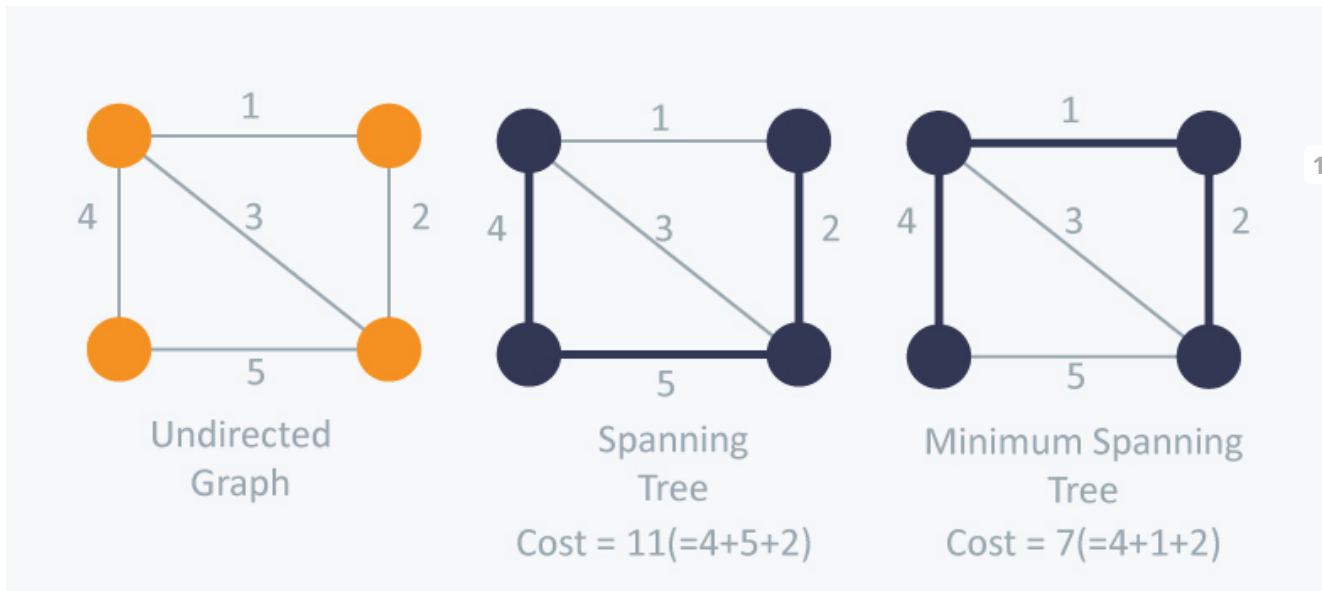 1
4
3
2
5
Undirected
Graph
1
4
3
2
5
Spanning
Tree
Cost = 11(=4+5+2)
1
4
3
2
5
Minimum Spanning
Tree
Cost = 7(=4+1+2)
1